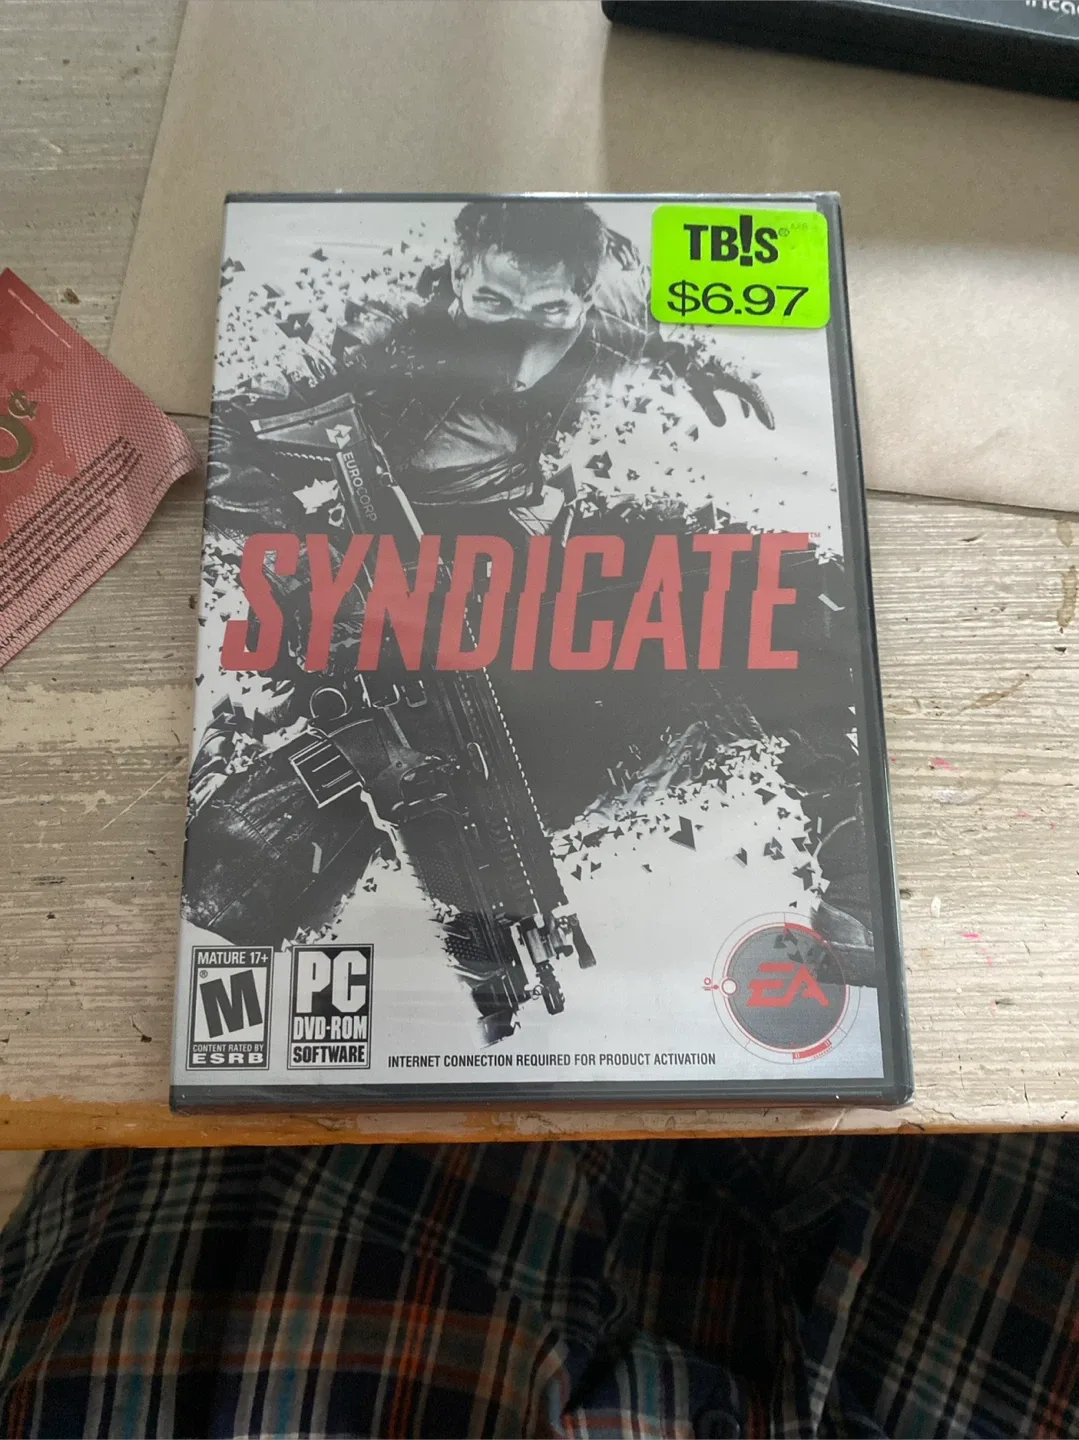 TB!S®
$6.97
EUROCORP
SYNDICATE™
MATURE 17+
M®
CONTENT RATED BY
ESRB
PC
DVD-ROM
SOFTWARE
INTERNET CONNECTION REQUIRED FOR PRODUCT ACTIVATION
EA